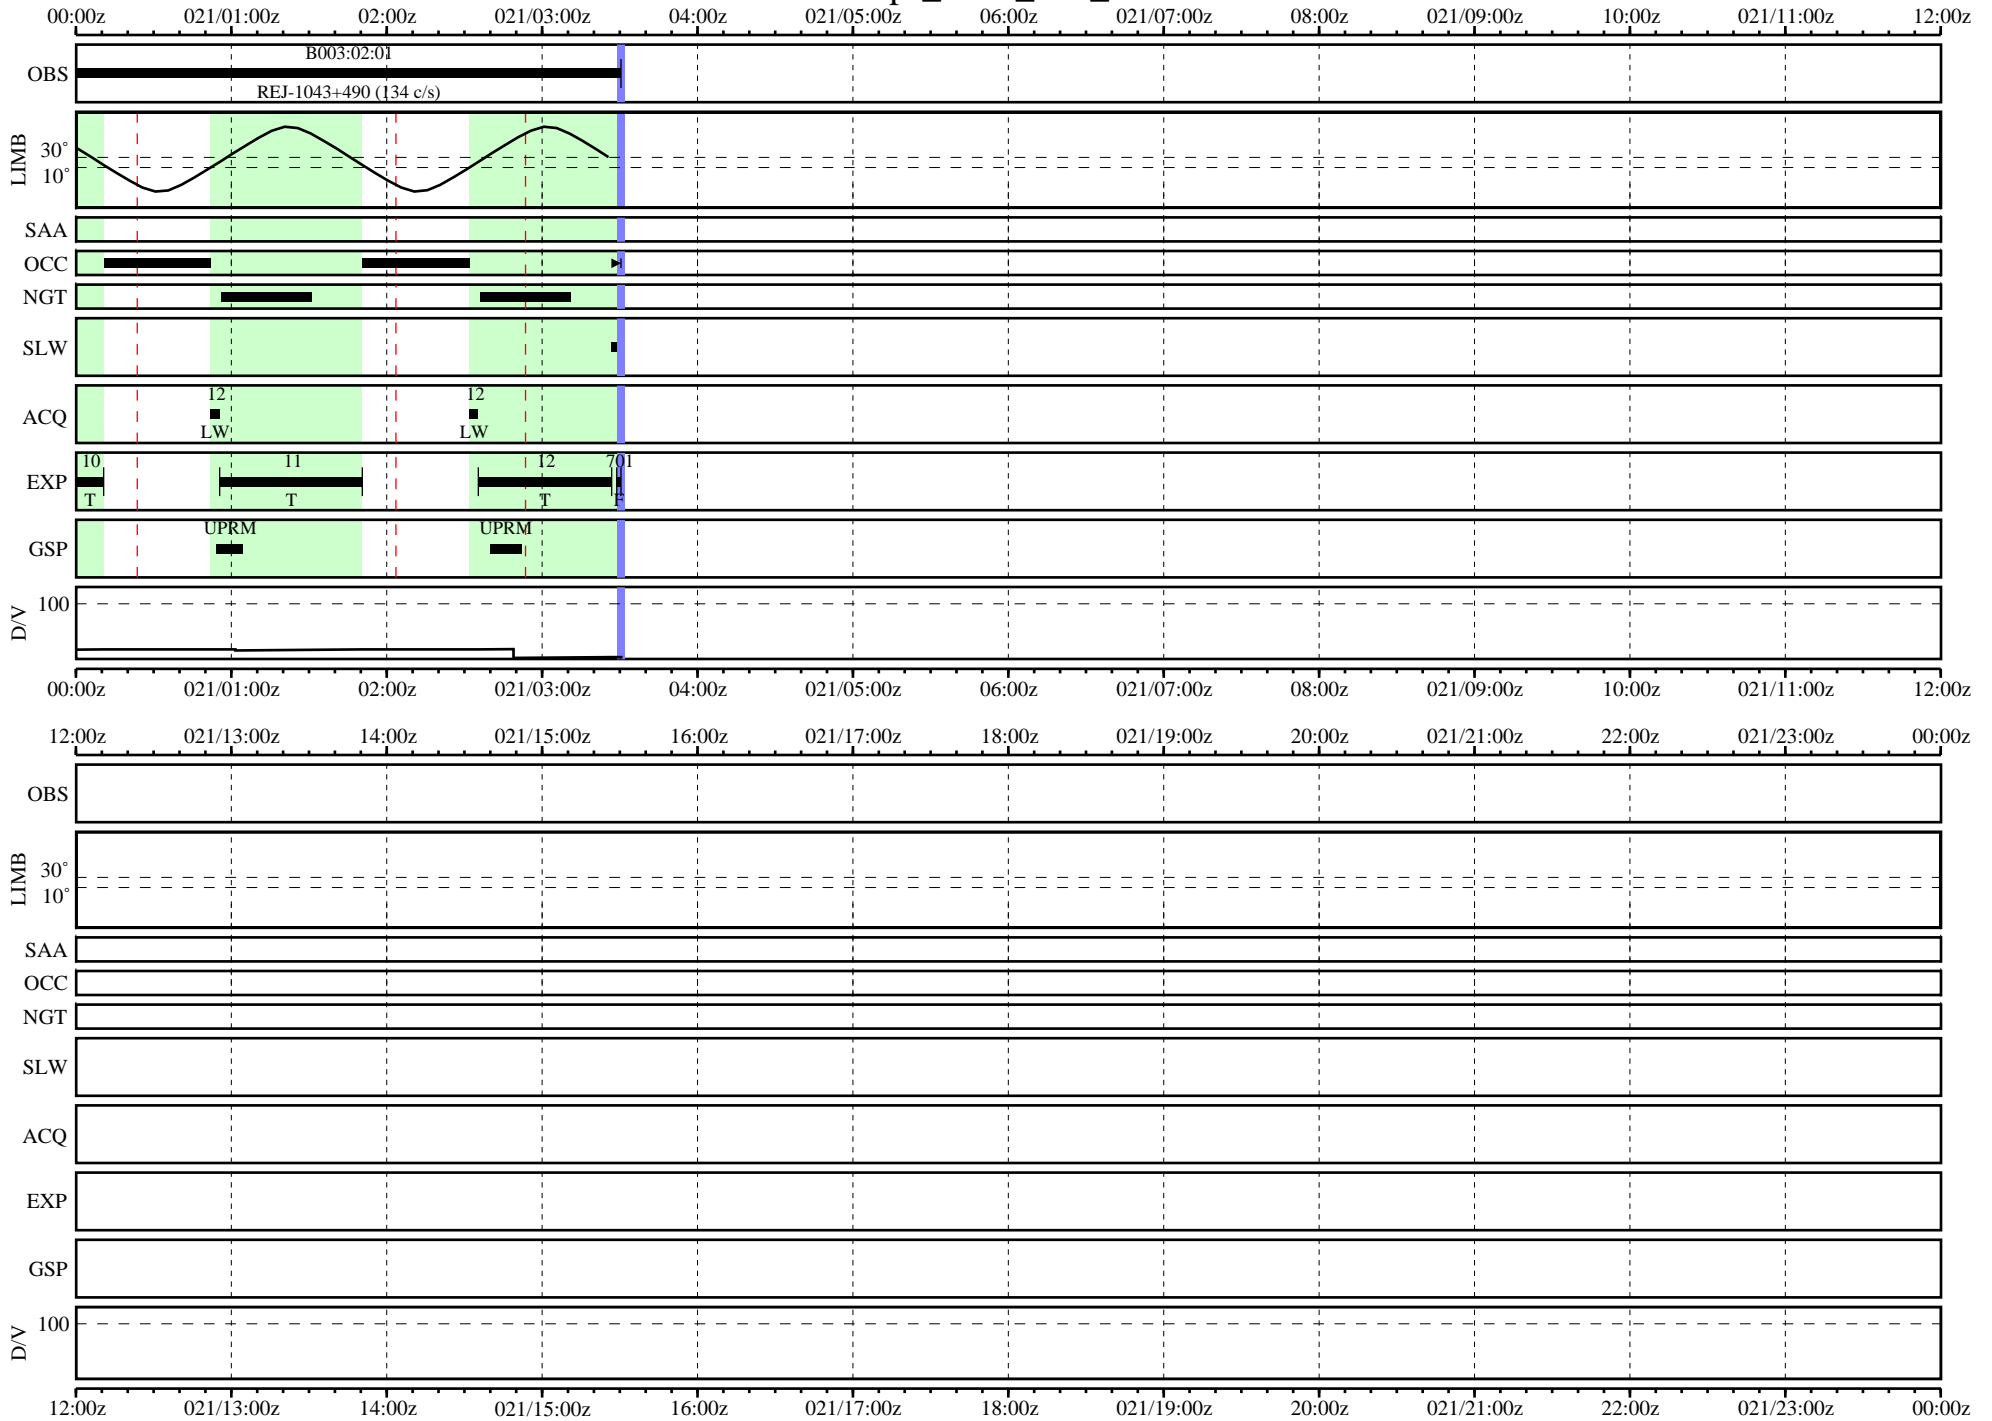 00:00z 021/01:00z 02:00z 021/03:00z 04:00z 021/05:00z 06:00z 021/07:00z 08:00z 021/09:00z 10:00z 021/11:00z 12:00z
OBS
B003:02:01
REJ-1043+490 (134 c/s)
LIMB
30°
10°
SAA
OCC
NGT
SLW
ACQ
12 12
LW LW
EXP
10 11 12 701
T T T F
GSP
UPRM UPRM
D/V
100
00:00z 021/01:00z 02:00z 021/03:00z 04:00z 021/05:00z 06:00z 021/07:00z 08:00z 021/09:00z 10:00z 021/11:00z 12:00z
12:00z 021/13:00z 14:00z 021/15:00z 16:00z 021/17:00z 18:00z 021/19:00z 20:00z 021/21:00z 22:00z 021/23:00z 00:00z
OBS
LIMB
30°
10°
SAA
OCC
NGT
SLW
ACQ
EXP
GSP
D/V
100
12:00z 021/13:00z 14:00z 021/15:00z 16:00z 021/17:00z 18:00z 021/19:00z 20:00z 021/21:00z 22:00z 021/23:00z 00:00z